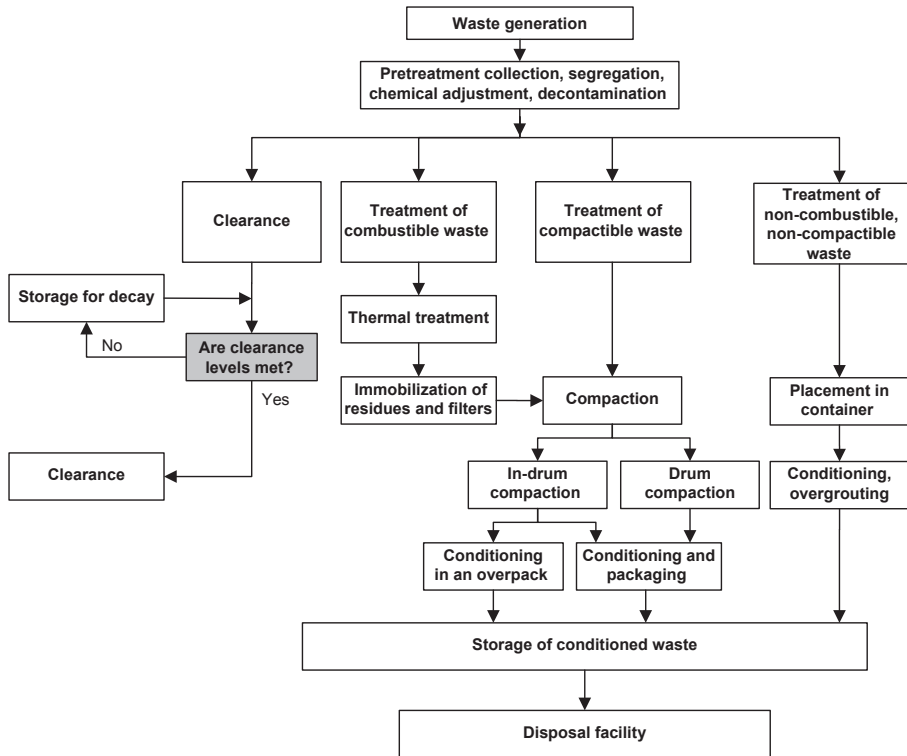 Waste generation
Pretreatment collection, segregation,
chemical adjustment, decontamination
Clearance
Treatment of
combustible waste
Treatment of
compactible waste
Treatment of
non-combustible,
non-compactible
waste
Storage for decay
Thermal treatment
No
Are clearance
levels met?
Yes
Immobilization of
residues and filters
Compaction
Placement in
container
Clearance
In-drum
compaction
Drum
compaction
Conditioning,
overgrouting
Conditioning
in an overpack
Conditioning and
packaging
Storage of conditioned waste
Disposal facility